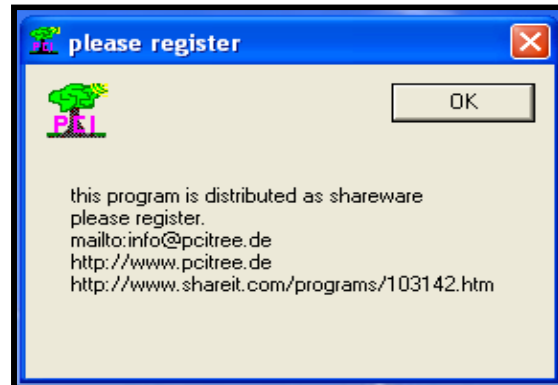 please register
PCI
OK
PCI
this program is distributed as shareware
please register.
mailto:info@pcitree.de
http://www.pcitree.de
http://www.shareit.com/programs/103142.htm